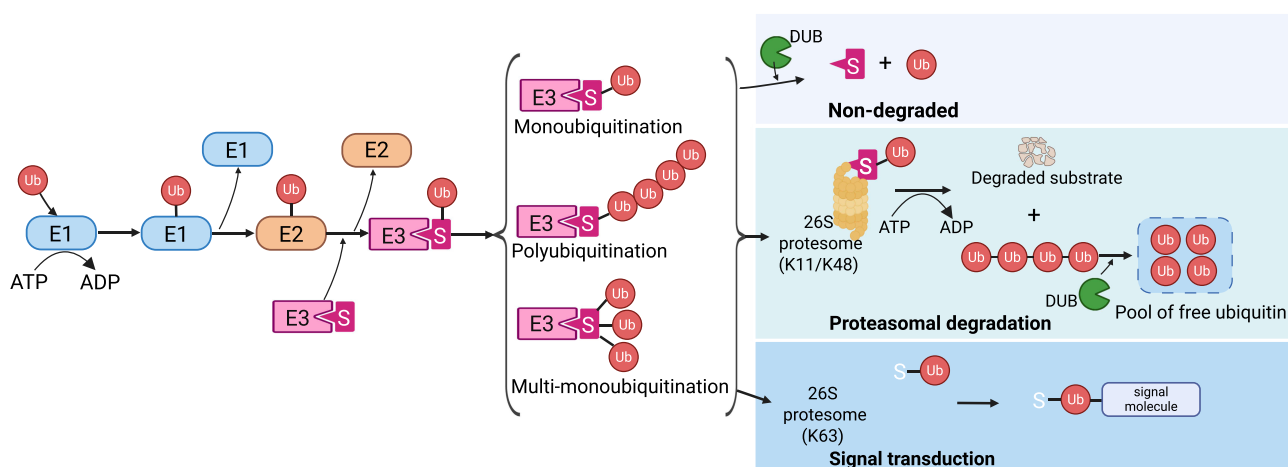 Ub
E1
ATP
ADP
Ub
E1
E1
Ub
E2
E2
E3
S
Ub
E3
S
E3
S
Ub
Monoubiquitination
E3
S
Ub
Ub
Ub
Ub
Polyubiquitination
E3
S
Ub
Ub
Ub
Multi-monoubiquitination
DUB
S
+
Ub
Non-degraded
S
Ub
26S
protesome
(K11/K48)
ATP
ADP
Degraded substrate
+
Ub
Ub
Ub
Ub
DUB
Ub
Ub
Ub
Ub
Pool of free ubiquitin
Proteasomal degradation
26S
protesome
(K63)
S
Ub
S
Ub
signal
molecule
Signal transduction